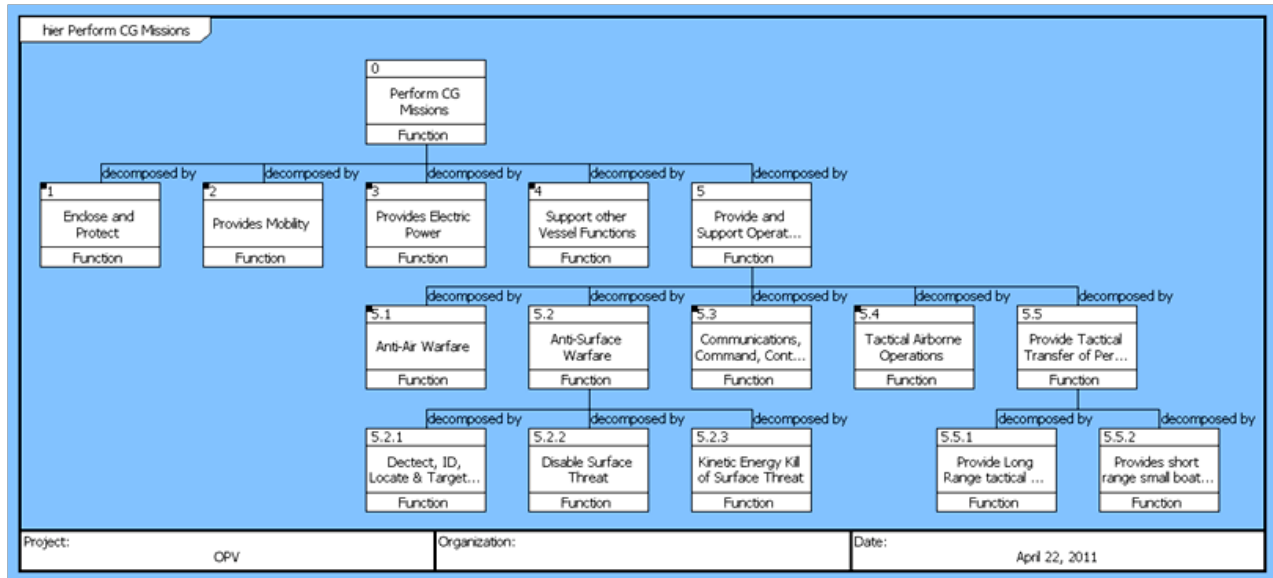 hier Perform CG Missions
0
Perform CG
Missions
Function
decomposed by decomposed by decomposed by decomposed by decomposed by
1 2 3 4 5
Enclose and
Protect
Function
Provides Mobility
Function
Provides Electric
Power
Function
Support other
Vessel Functions
Function
Provide and
Support Operat...
Function
decomposed by decomposed by decomposed by decomposed by decomposed by
5.1 5.2 5.3 5.4 5.5
Anti-Air Warfare
Function
Anti-Surface
Warfare
Function
Communications,
Command, Cont...
Function
Tactical Airborne
Operations
Function
Provide Tactical
Transfer of Per...
Function
decomposed by decomposed by decomposed by decomposed by decomposed by
5.2.1 5.2.2 5.2.3 5.5.1 5.5.2
Dectect, ID,
Locate & Target...
Function
Disable Surface
Threat
Function
Kinetic Energy Kill
of Surface Threat
Function
Provide Long
Range tactical ...
Function
Provides short
range small boat...
Function
Project:
OPV
Organization:
Date:
April 22, 2011